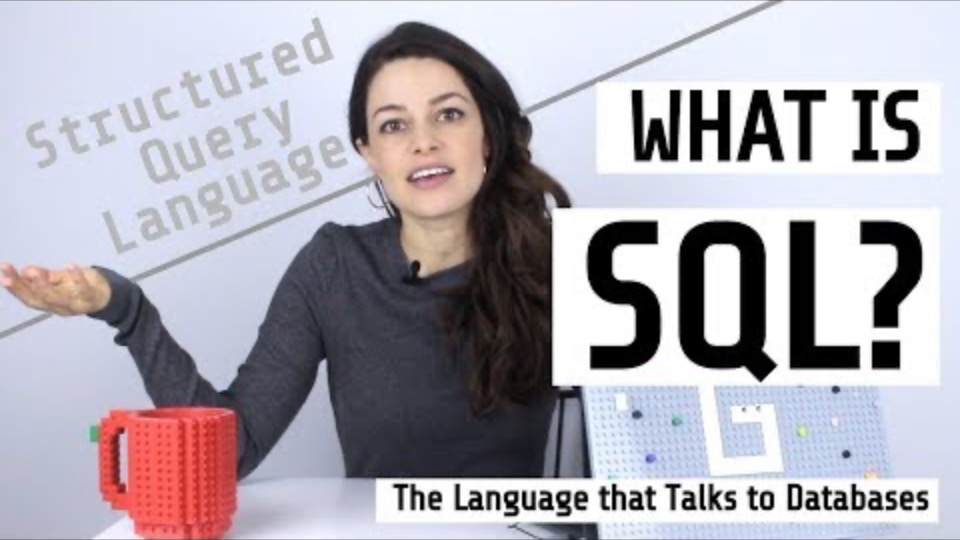 Structured
Query
Language
WHAT IS
SQL?
The Language that Talks to Databases